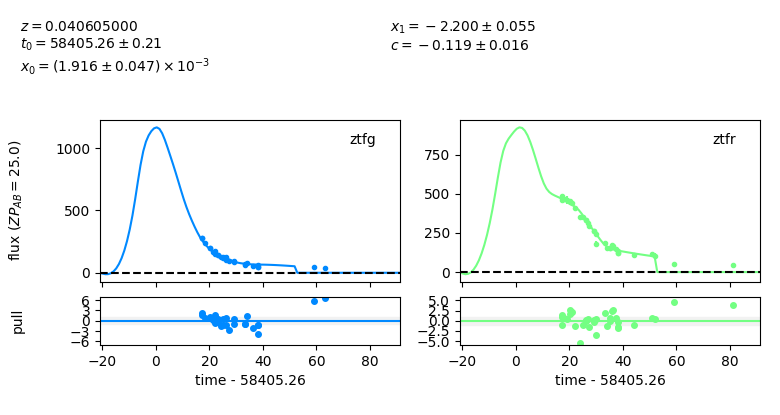 z = 0.040605000
t₀ = 58405.26 ± 0.21
x₀ = (1.916 ± 0.047) × 10⁻³
x₁ = −2.200 ± 0.055
c = −0.119 ± 0.016
flux (ZP_AB = 25.0)
1000
500
0
ztfg
750
500
250
0
ztfr
pull
6
3
0
−3
−6
−20 0 20 40 60 80
time - 58405.26
5.0
2.5
0.0
−2.5
−5.0
−20 0 20 40 60 80
time - 58405.26